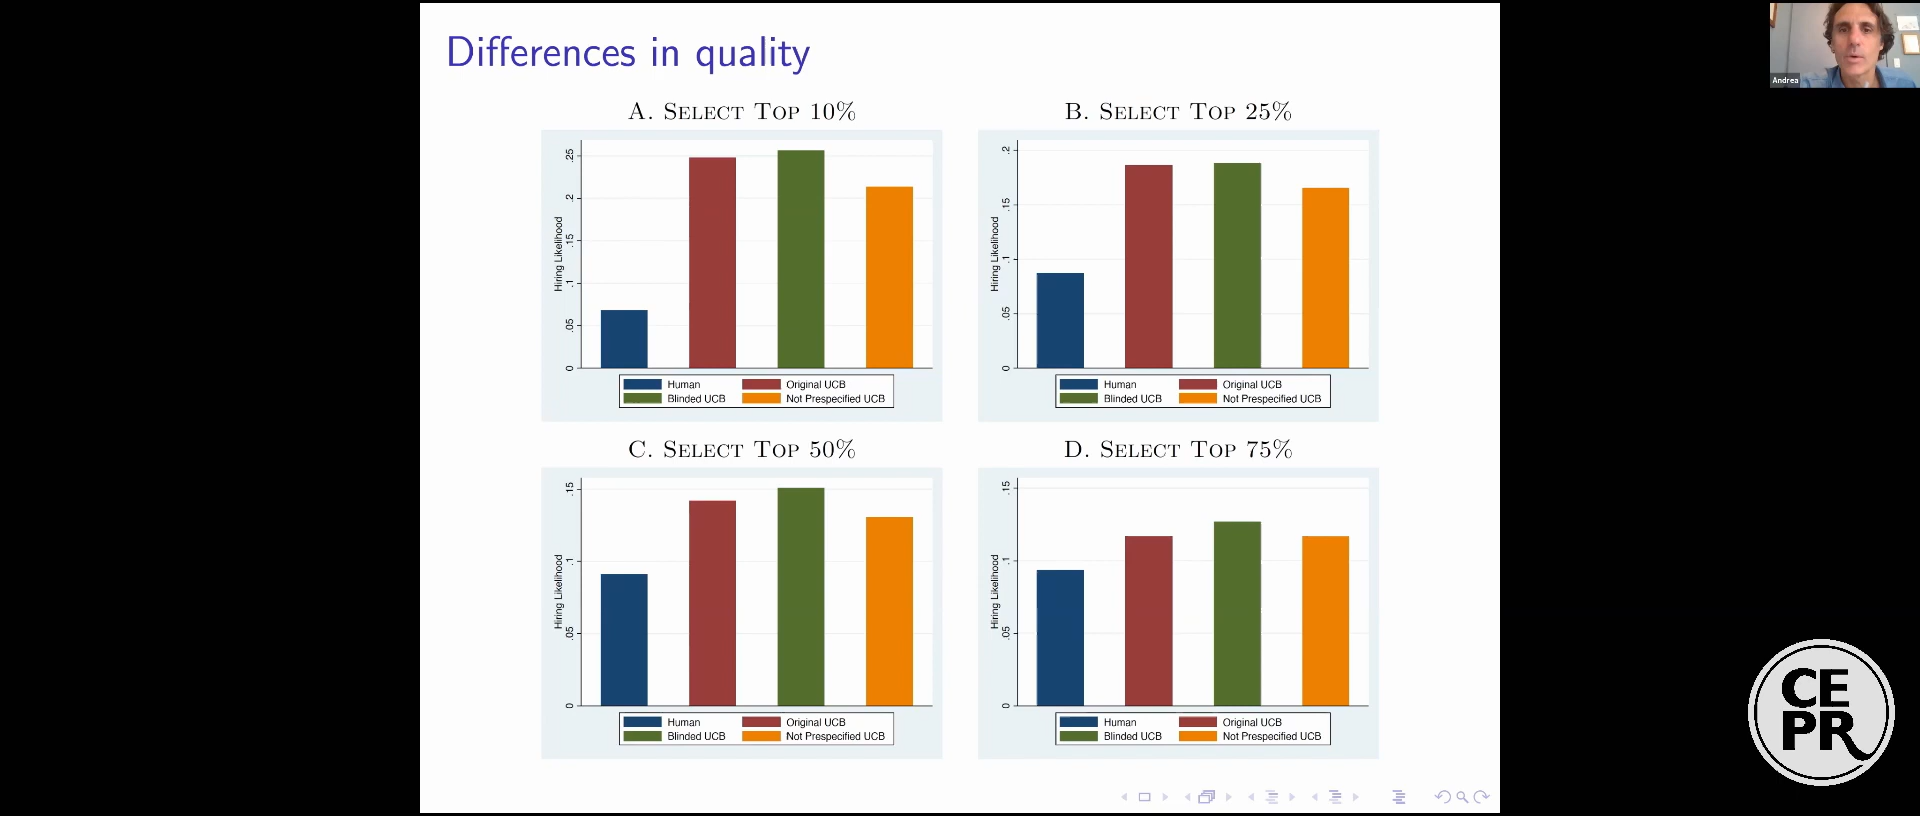 Differences in quality
Andrea
A. Select Top 10%
Hiring Likelihood
0 .05 .1 .15 .2 .25
Human
Original UCB
Blinded UCB
Not Prespecified UCB
B. Select Top 25%
Hiring Likelihood
0 .05 .1 .15 .2
Human
Original UCB
Blinded UCB
Not Prespecified UCB
C. Select Top 50%
Hiring Likelihood
0 .05 .1 .15
Human
Original UCB
Blinded UCB
Not Prespecified UCB
D. Select Top 75%
Hiring Likelihood
0 .05 .1 .15
Human
Original UCB
Blinded UCB
Not Prespecified UCB
CE
PR